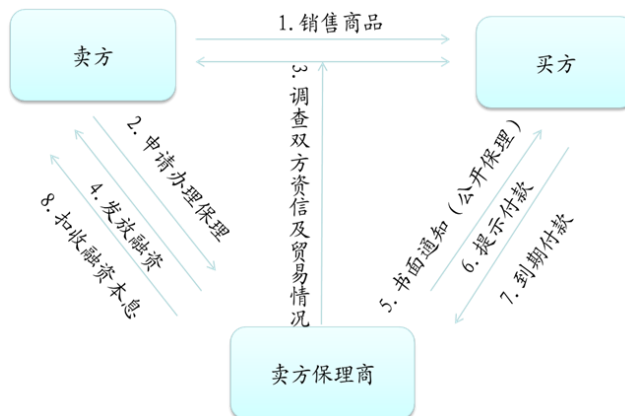 1.销售商品
卖方
买方
3.调查双方资信及贸易情况
2.申请办理保理
4.发放融资
8.扣收融资本息
5.书面通知（公开保理）
6.提示付款
7.到期付款
卖方保理商